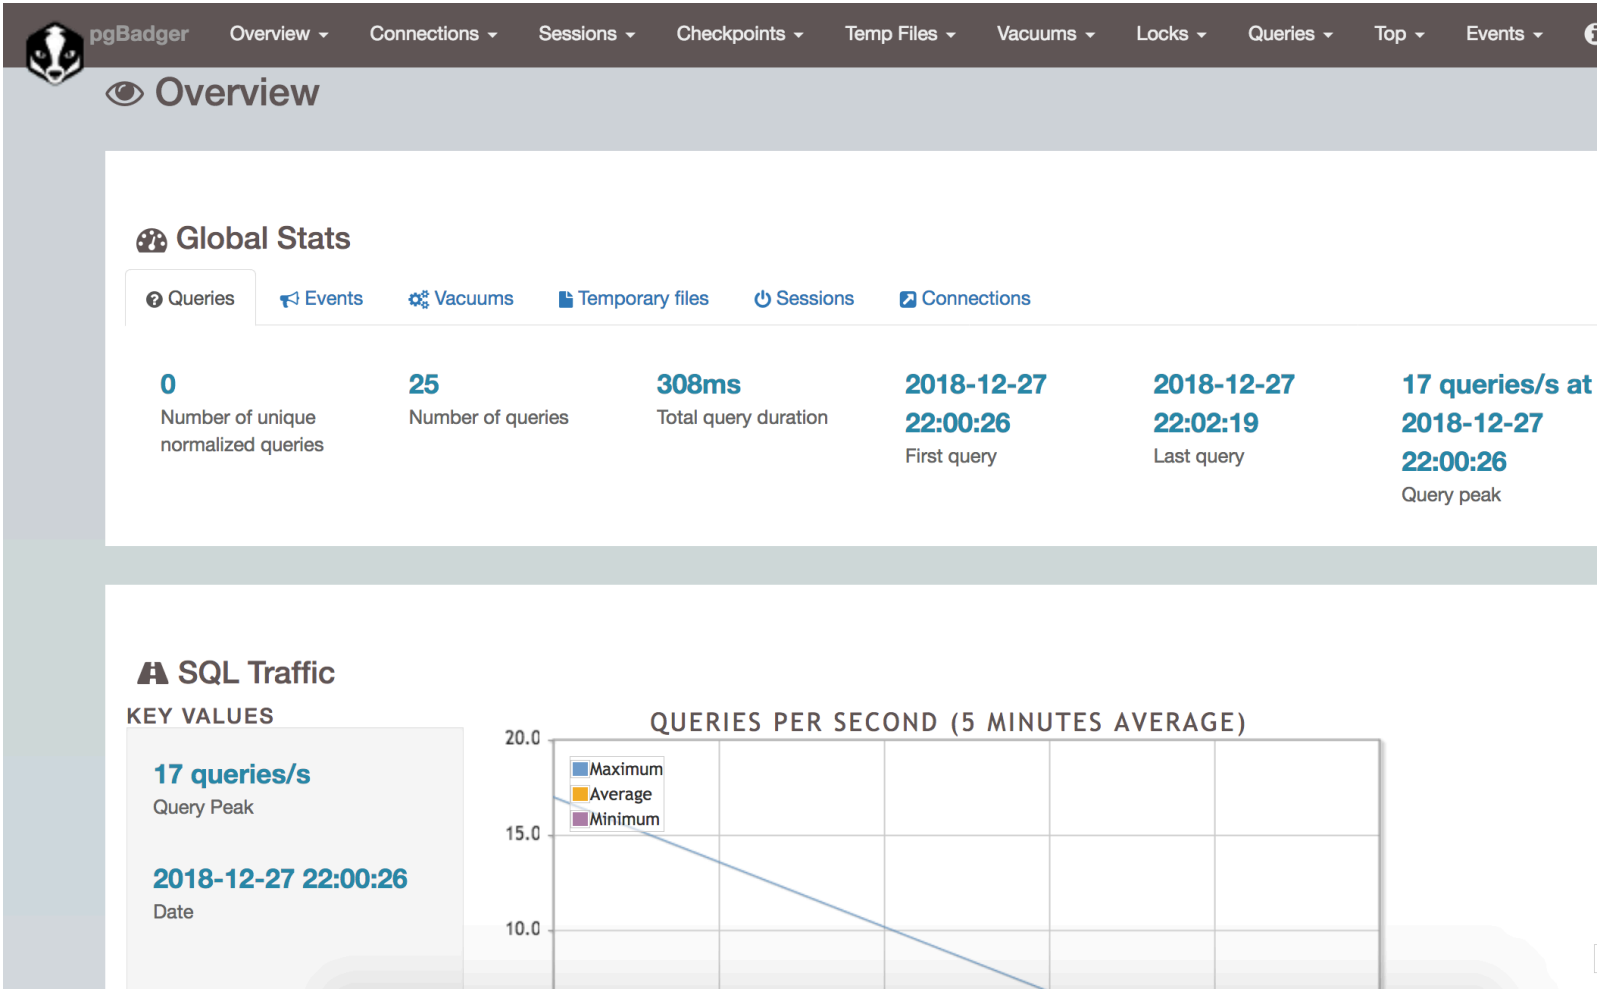 pgBadger Overview Connections Sessions Checkpoints Temp Files Vacuums Locks Queries Top Events
Overview
Global Stats
Queries Events Vacuums Temporary files Sessions Connections
0
Number of unique
normalized queries
25
Number of queries
308ms
Total query duration
2018-12-27
22:00:26
First query
2018-12-27
22:02:19
Last query
17 queries/s at
2018-12-27
22:00:26
Query peak
SQL Traffic
KEY VALUES
17 queries/s
Query Peak
2018-12-27 22:00:26
Date
QUERIES PER SECOND (5 MINUTES AVERAGE)
20.0
Maximum
Average
Minimum
15.0
10.0